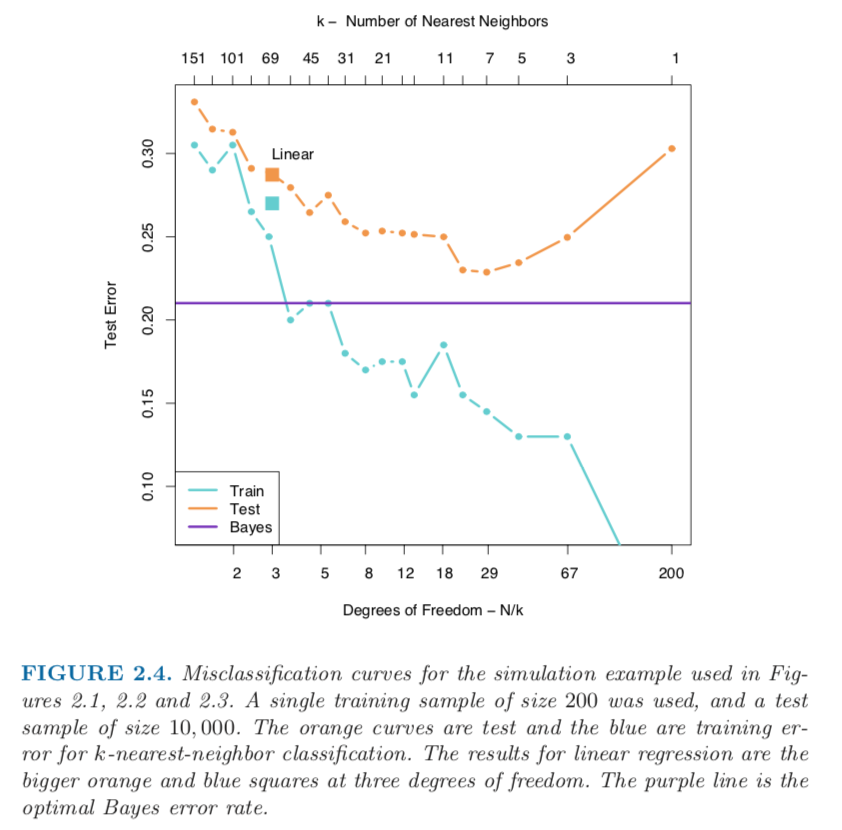 k – Number of Nearest Neighbors
151 101 69 45 31 21 11 7 5 3 1
Linear
Test Error
0.30
0.25
0.20
0.15
0.10
Train
Test
Bayes
2 3 5 8 12 18 29 67 200
Degrees of Freedom – N/k
FIGURE 2.4. Misclassification curves for the simulation example used in Fig-
ures 2.1, 2.2 and 2.3. A single training sample of size 200 was used, and a test
sample of size 10,000. The orange curves are test and the blue are training er-
ror for k-nearest-neighbor classification. The results for linear regression are the
bigger orange and blue squares at three degrees of freedom. The purple line is the
optimal Bayes error rate.